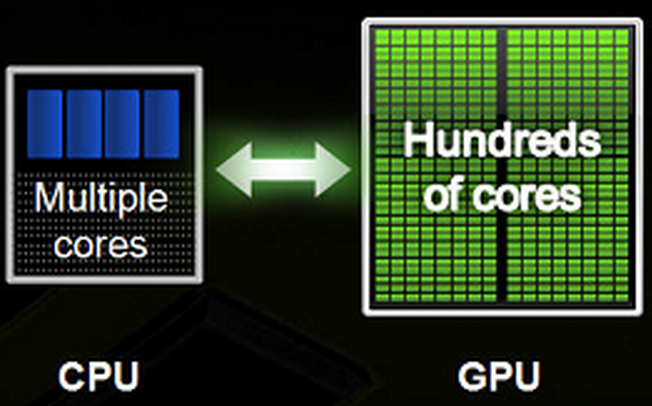 Multiple
cores
Hundreds
of cores
CPU
GPU